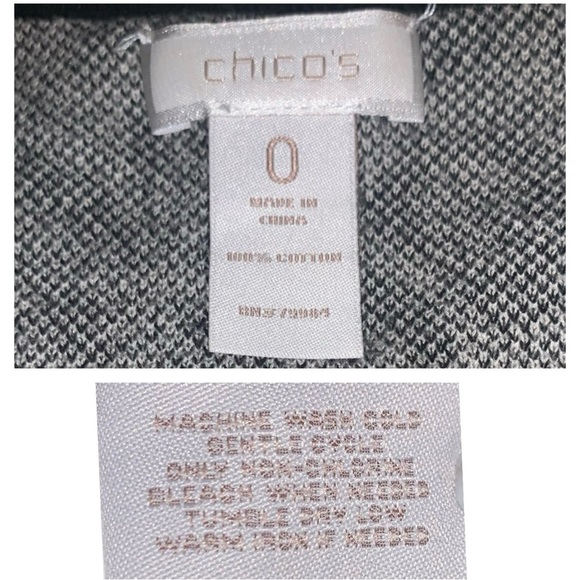 chico's
0
MADE IN
CHINA
100% COTTON
MACHINE WASH COLD
GENTLE CYCLE
ONLY NON-CHLORINE
BLEACH WHEN NEEDED
TUMBLE DRY LOW
WARM IRON IF NEEDED